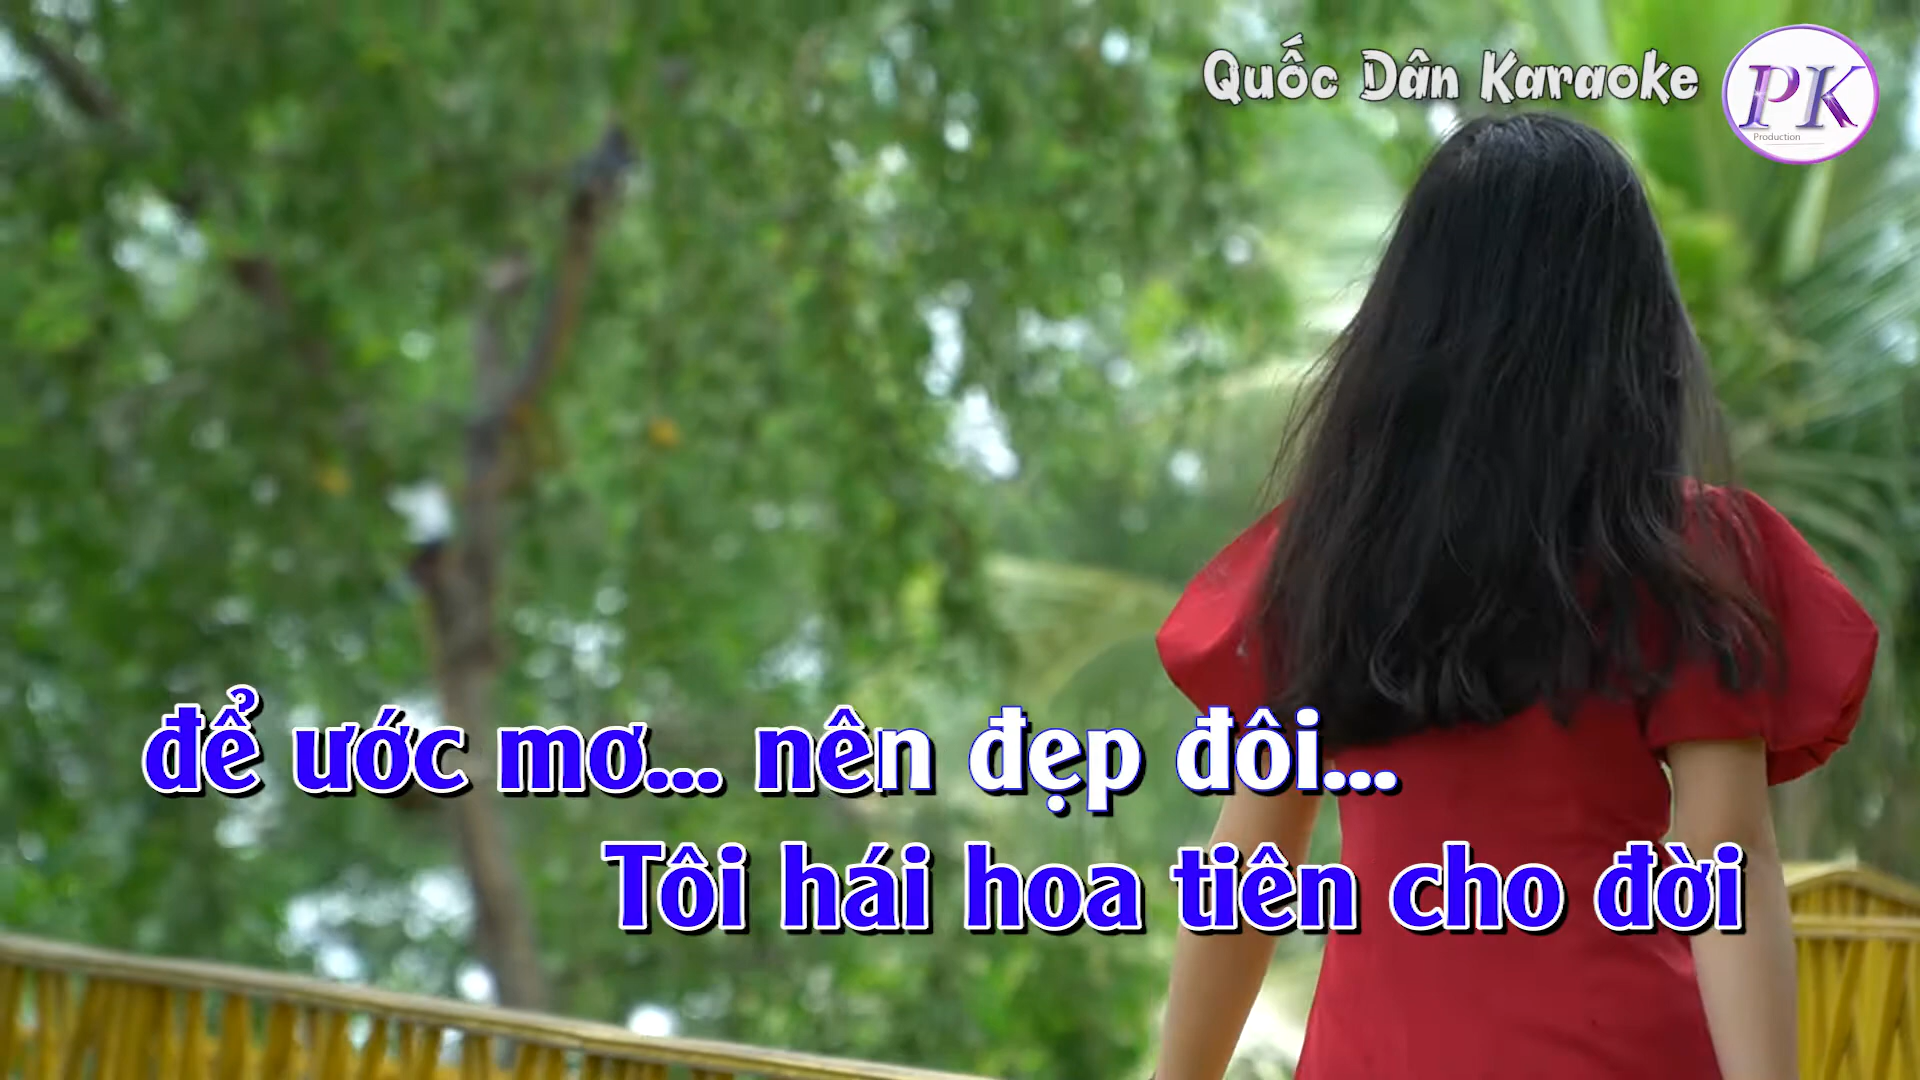 Quốc Dân Karaoke
PK
Production
để ước mơ... nên đẹp đôi...
Tôi hái hoa tiên cho đời